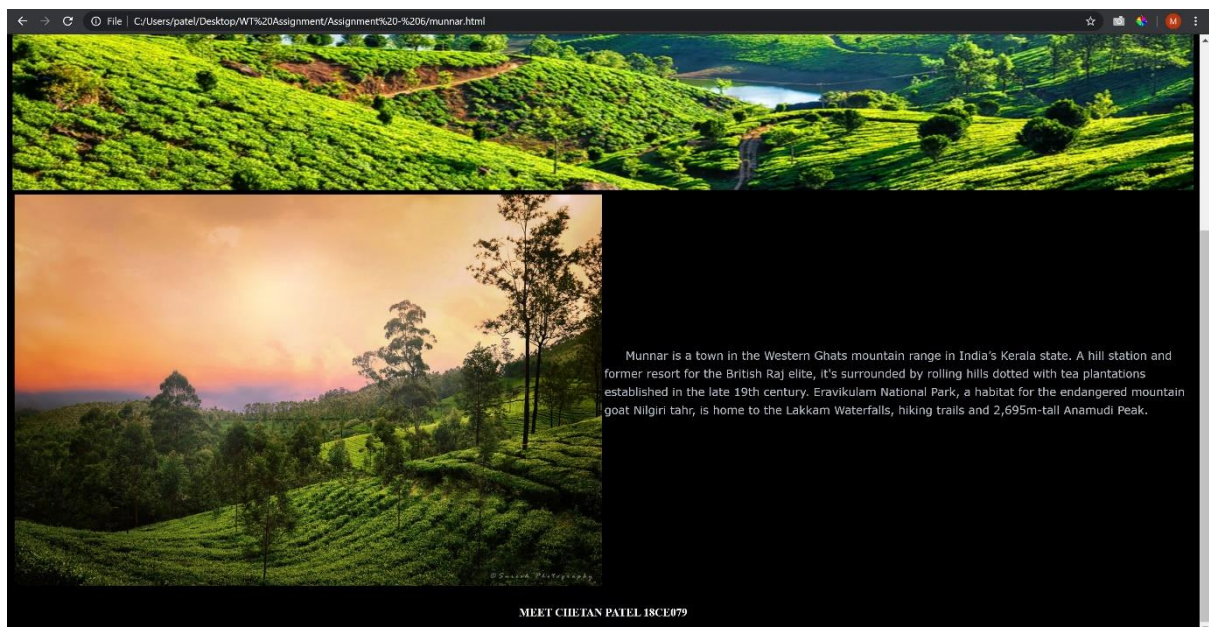 File | C:/Users/patel/Desktop/WT%20Assignment/Assignment%20-%206/munnar.html
M
Munnar is a town in the Western Ghats mountain range in India's Kerala state. A hill station and
former resort for the British Raj elite, it's surrounded by rolling hills dotted with tea plantations
established in the late 19th century. Eravikulam National Park, a habitat for the endangered mountain
goat Nilgiri tahr, is home to the Lakkam Waterfalls, hiking trails and 2,695m-tall Anamudi Peak.
©Suresh Photography
MEET CHETAN PATEL 18CE079